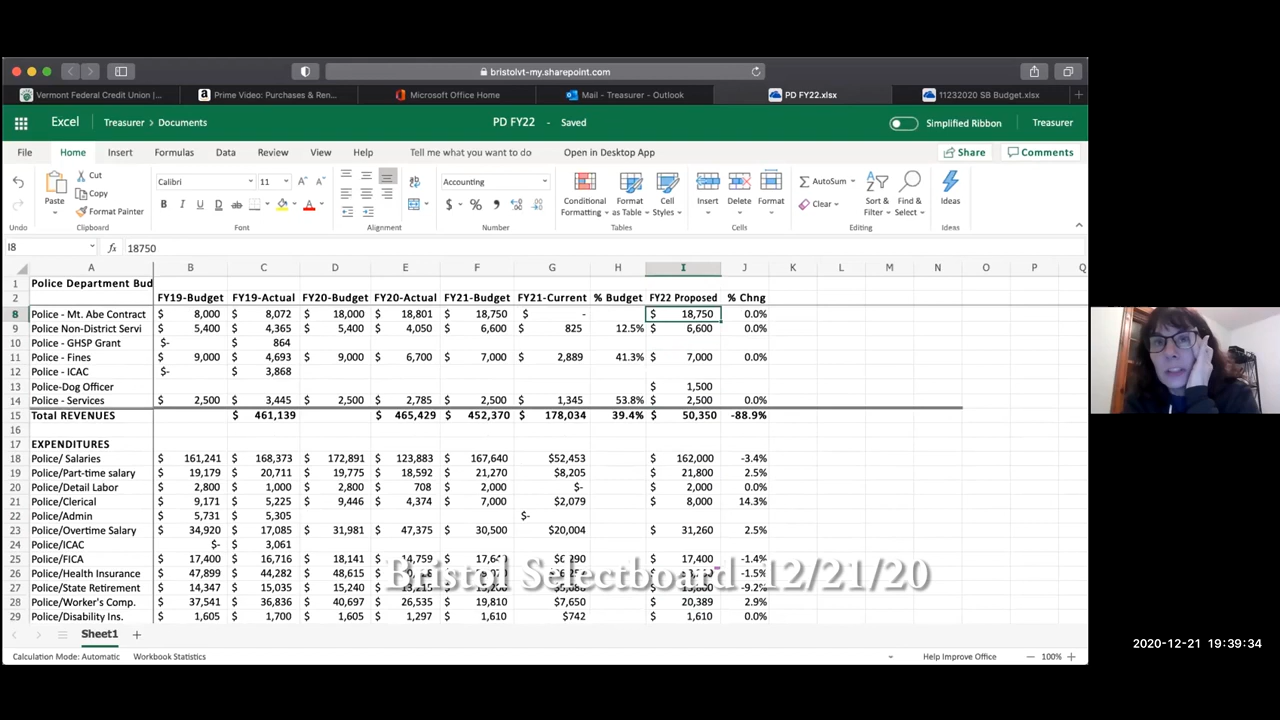 bristolvt-my.sharepoint.com
Vermont Federal Credit Union |... Prime Video: Purchases & Ren... Microsoft Office Home Mail - Treasurer - Outlook PD FY22.xlsx 11232020 SB Budget.xlsx +
Excel Treasurer > Documents PD FY22 - Saved Simplified Ribbon Treasurer
File Home Insert Formulas Data Review View Help Tell me what you want to do Open in Desktop App Share Comments
Cut
Copy
Format Painter
Paste
Calibri 11
B I U D ab
Accounting
$ % 9
Conditional Formatting
Format as Table
Cell Styles
Insert Delete Format
AutoSum
Clear
Sort & Filter
Find & Select
Ideas
Undo Clipboard Font Alignment Number Tables Cells Editing Ideas
I8 fx 18750
A B C D E F G H I J K L M N O P Q
1 Police Department Bud
2 FY19-Budget FY19-Actual FY20-Budget FY20-Actual FY21-Budget FY21-Current % Budget FY22 Proposed % Chng
8 Police - Mt. Abe Contract $ 8,000 $ 8,072 $ 18,000 $ 18,801 $ 18,750 $ - $ 18,750 0.0%
9 Police Non-District Servi $ 5,400 $ 4,365 $ 5,400 $ 4,050 $ 6,600 $ 825 12.5% $ 6,600 0.0%
10 Police - GHSP Grant $- $ 864
11 Police - Fines $ 9,000 $ 4,693 $ 9,000 $ 6,700 $ 7,000 $ 2,889 41.3% $ 7,000 0.0%
12 Police - ICAC $- $ 3,868
13 Police-Dog Officer $ 1,500
14 Police - Services $ 2,500 $ 3,445 $ 2,500 $ 2,785 $ 2,500 $ 1,345 53.8% $ 2,500 0.0%
15 Total REVENUES $ 461,139 $ 465,429 $ 452,370 $ 178,034 39.4% $ 50,350 -88.9%
16
17 EXPENDITURES
18 Police/ Salaries $ 161,241 $ 168,373 $ 172,891 $ 123,883 $ 167,640 $52,453 $ 162,000 -3.4%
19 Police/Part-time salary $ 19,179 $ 20,711 $ 19,775 $ 18,592 $ 21,270 $8,205 $ 21,800 2.5%
20 Police/Detail Labor $ 2,800 $ 1,000 $ 2,800 $ 708 $ 2,000 $- $ 2,000 0.0%
21 Police/Clerical $ 9,171 $ 5,225 $ 9,446 $ 4,374 $ 7,000 $2,079 $ 8,000 14.3%
22 Police/Admin $ 5,731 $ 5,305 $-
23 Police/Overtime Salary $ 34,920 $ 17,085 $ 31,981 $ 47,375 $ 30,500 $20,004 $ 31,260 2.5%
24 Police/ICAC $- $ 3,061
25 Police/FICA $ 17,400 $ 16,716 $ 18,141 $ 14,759 $ $ 17,400 -1.4%
26 Police/Health Insurance $ 47,899 $ 44,282 $ 48,615 $ $ $ -1.5%
27 Police/State Retirement $ 14,347 $ 15,035 $ 15,240 $ $ $ -9.2%
28 Police/Worker's Comp. $ 37,541 $ 36,836 $ 40,697 $ 26,535 $ 19,810 $7,650 $ 20,389 2.9%
29 Police/Disability Ins. $ 1,605 $ 1,700 $ 1,605 $ 1,297 $ 1,610 $742 $ 1,610 0.0%
Bristol Selectboard 12/21/20
Sheet1 +
Calculation Mode: Automatic Workbook Statistics Help Improve Office 100%
2020-12-21 19:39:34